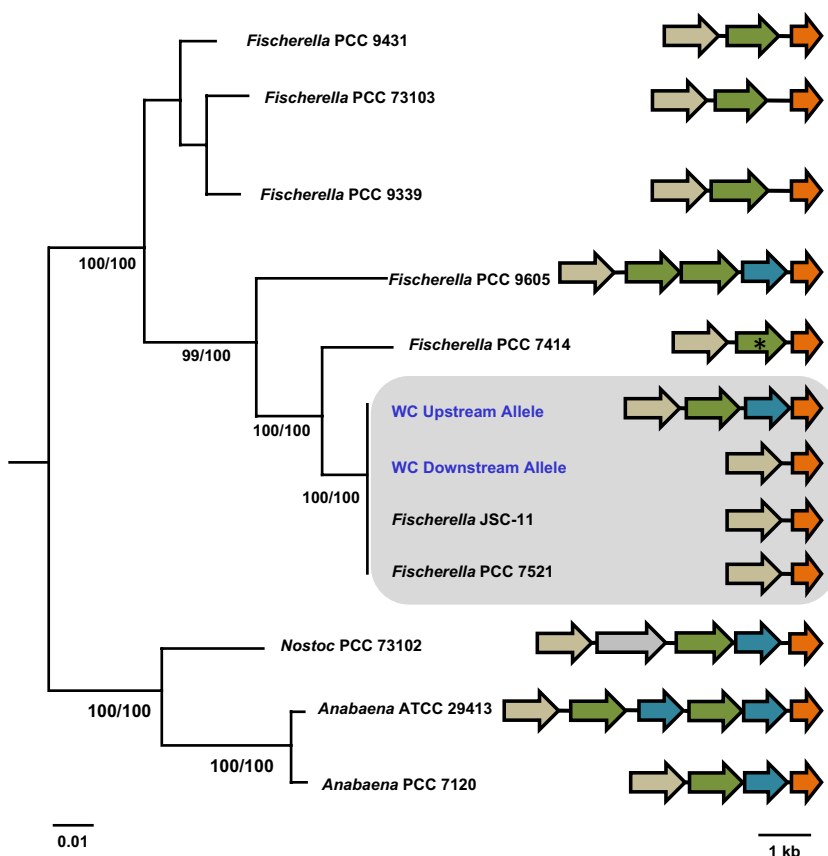 Fischerella PCC 9431
Fischerella PCC 73103
Fischerella PCC 9339
100/100
Fischerella PCC 9605
Fischerella PCC 7414
*
99/100
WC Upstream Allele
100/100
WC Downstream Allele
100/100
Fischerella JSC-11
Fischerella PCC 7521
Nostoc PCC 73102
100/100
Anabaena ATCC 29413
100/100
Anabaena PCC 7120
0.01
1 kb